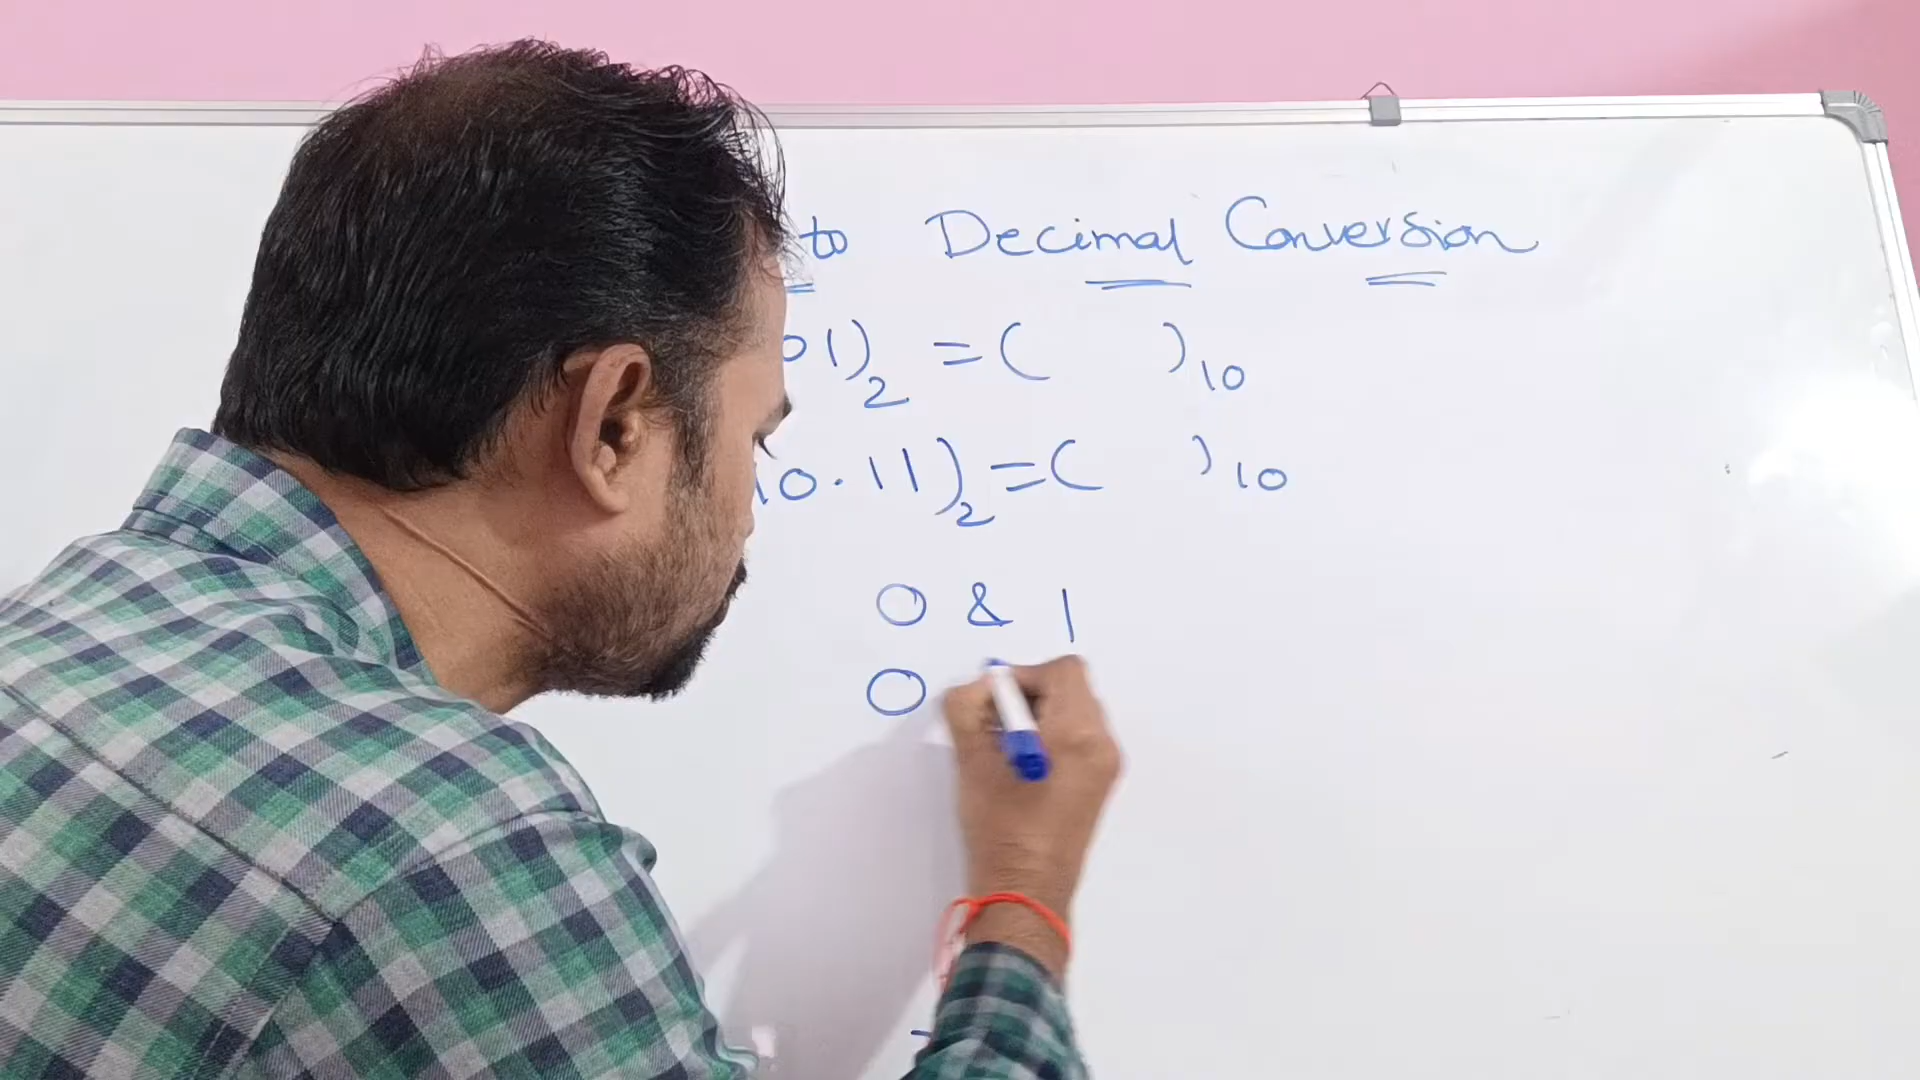 to Decimal Conversion
01)₂ = ( )₁₀
10.11)₂ = ( )₁₀
0 & 1
0